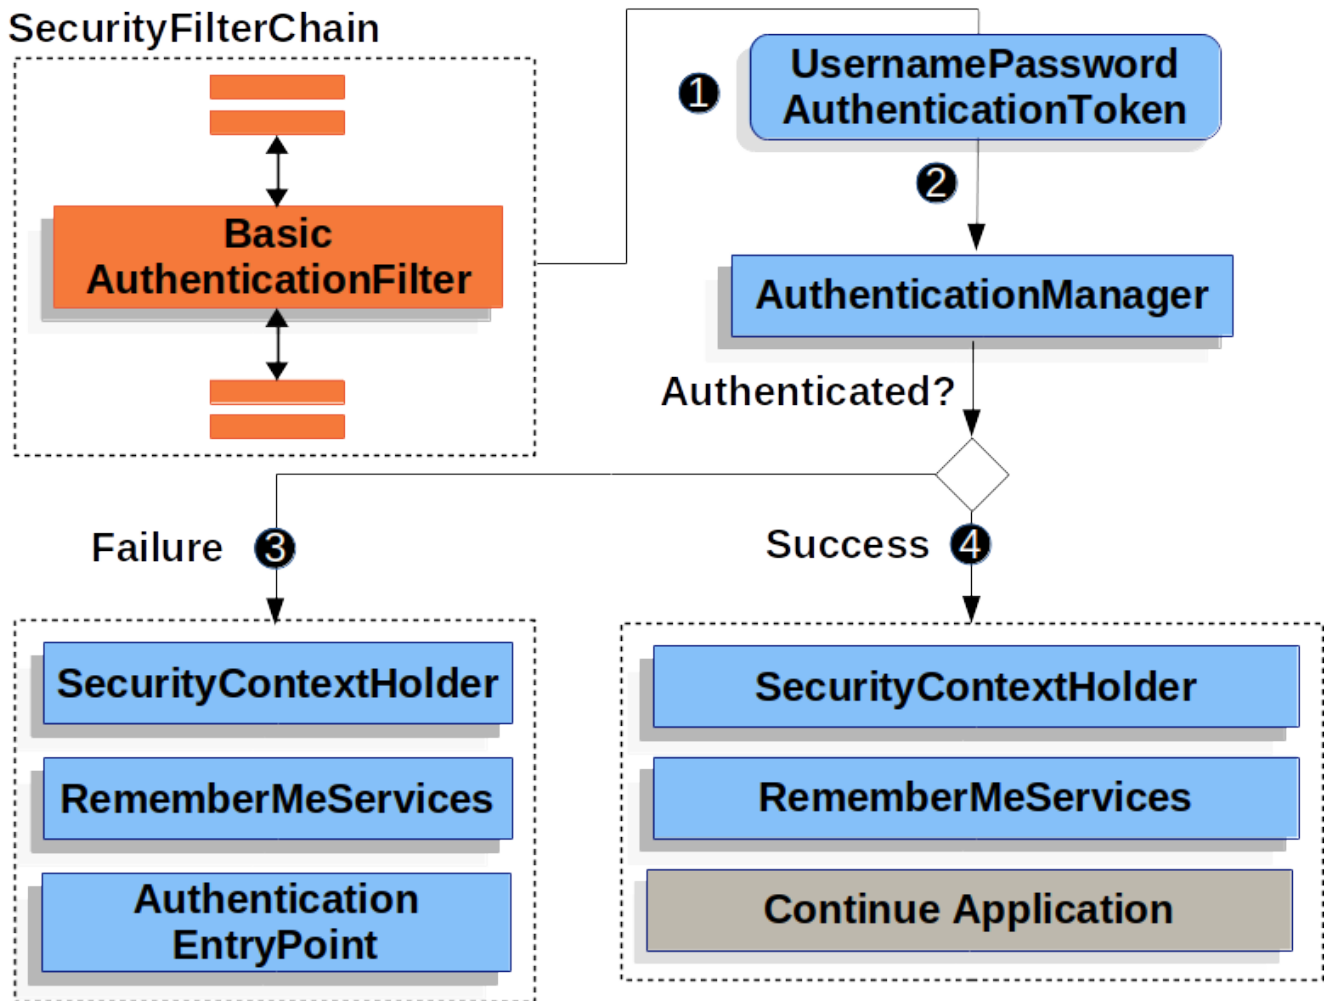 SecurityFilterChain
Basic
AuthenticationFilter
1
UsernamePassword
AuthenticationToken
2
AuthenticationManager
Authenticated?
Failure 3
SecurityContextHolder
RememberMeServices
Authentication
EntryPoint
Success 4
SecurityContextHolder
RememberMeServices
Continue Application